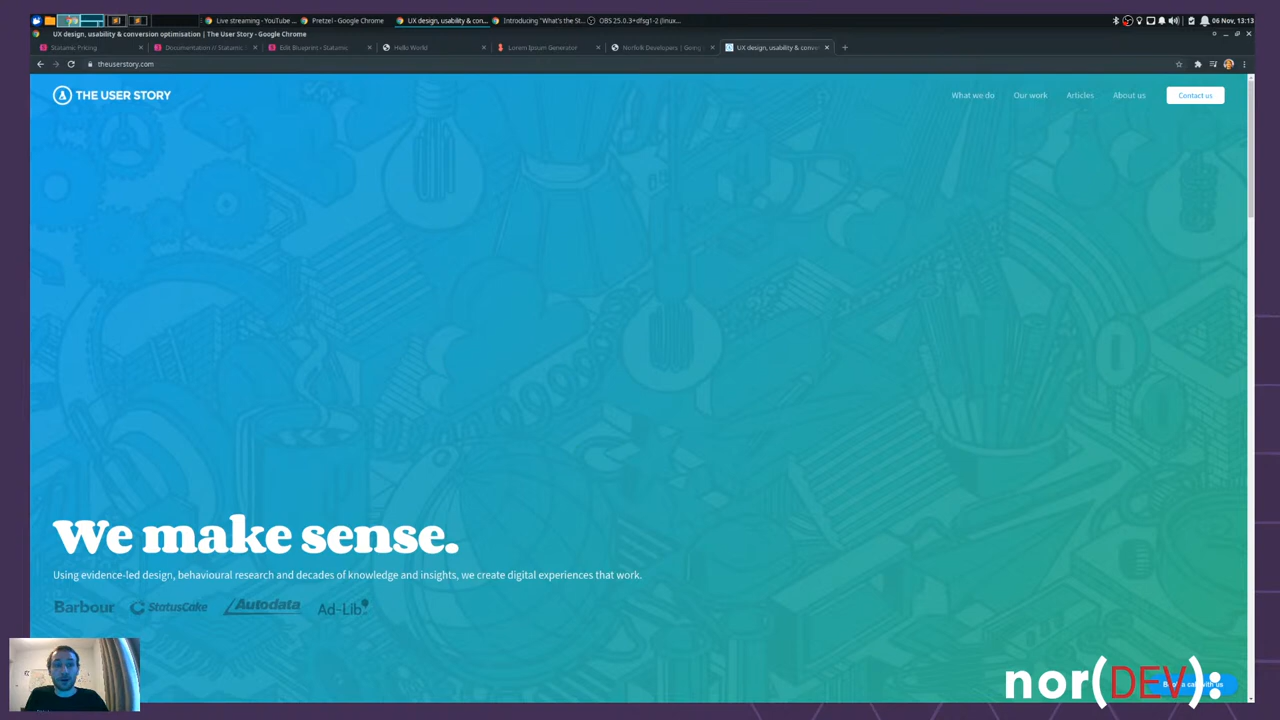 Live streaming - YouTube ...
Pretzel - Google Chrome
UX design, usability & con...
Introducing "What's the St...
OBS 25.0.3+dfsg1-2 (linux...
06 Nov, 13:13
UX design, usability & conversion optimisation | The User Story - Google Chrome
Statamic Pricing
Documentation // Statamic
Edit Blueprint ‹ Statamic
Hello World
Lorem Ipsum Generator
Norfolk Developers | Going
UX design, usability & conve
theuserstory.com
THE USER STORY
What we do
Our work
Articles
About us
Contact us
We make sense.
Using evidence-led design, behavioural research and decades of knowledge and insights, we create digital experiences that work.
Barbour
StatusCake
Autodata
Ad-Lib
nor(DEV):